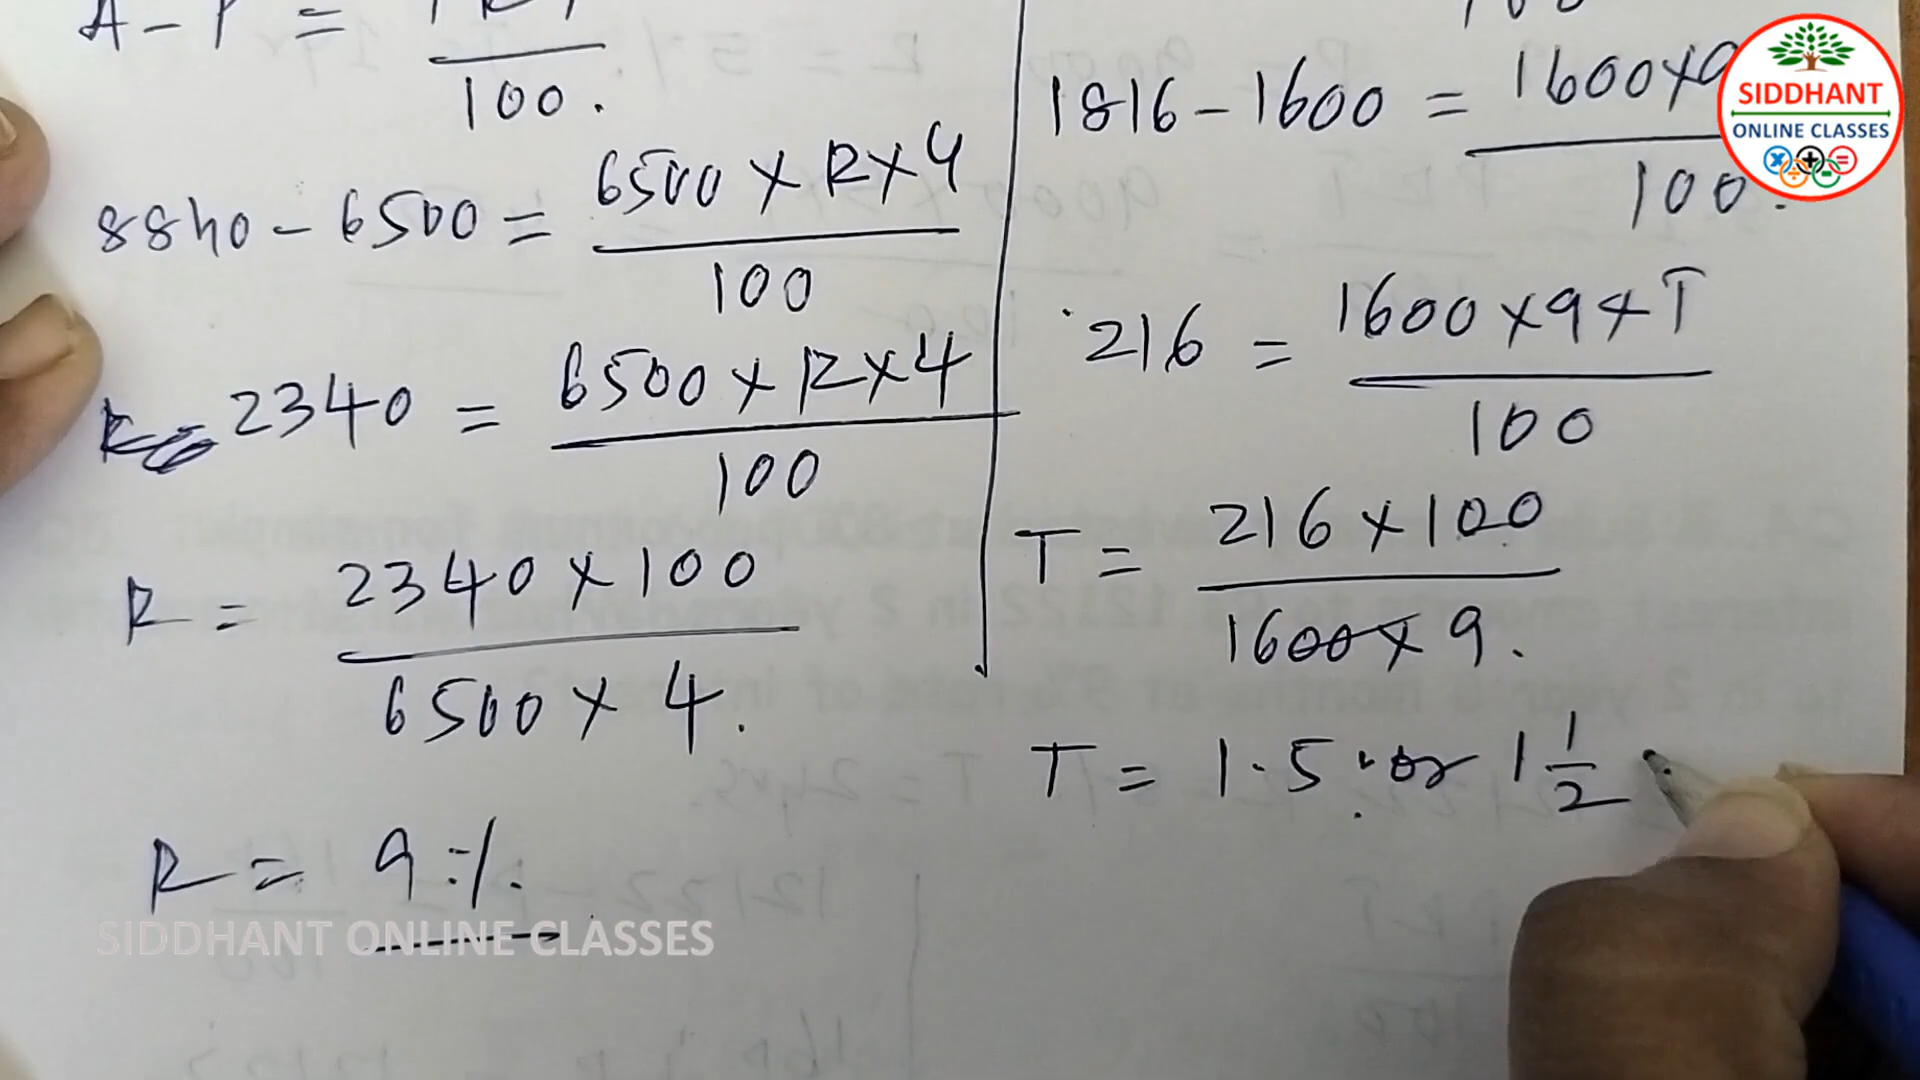 A - P = PRT
100.
8840 - 6500 = 6500 × R × 4
100
2340 = 6500 × R × 4
100
R = 2340 × 100
6500 × 4.
R = 9 %
100
1816 - 1600 = 1600 × 9
100.
216 = 1600 × 9 × T
100
T = 216 × 100
1600 × 9.
T = 1.5 or 1 1/2
SIDDHANT
ONLINE CLASSES
SIDDHANT ONLINE CLASSES